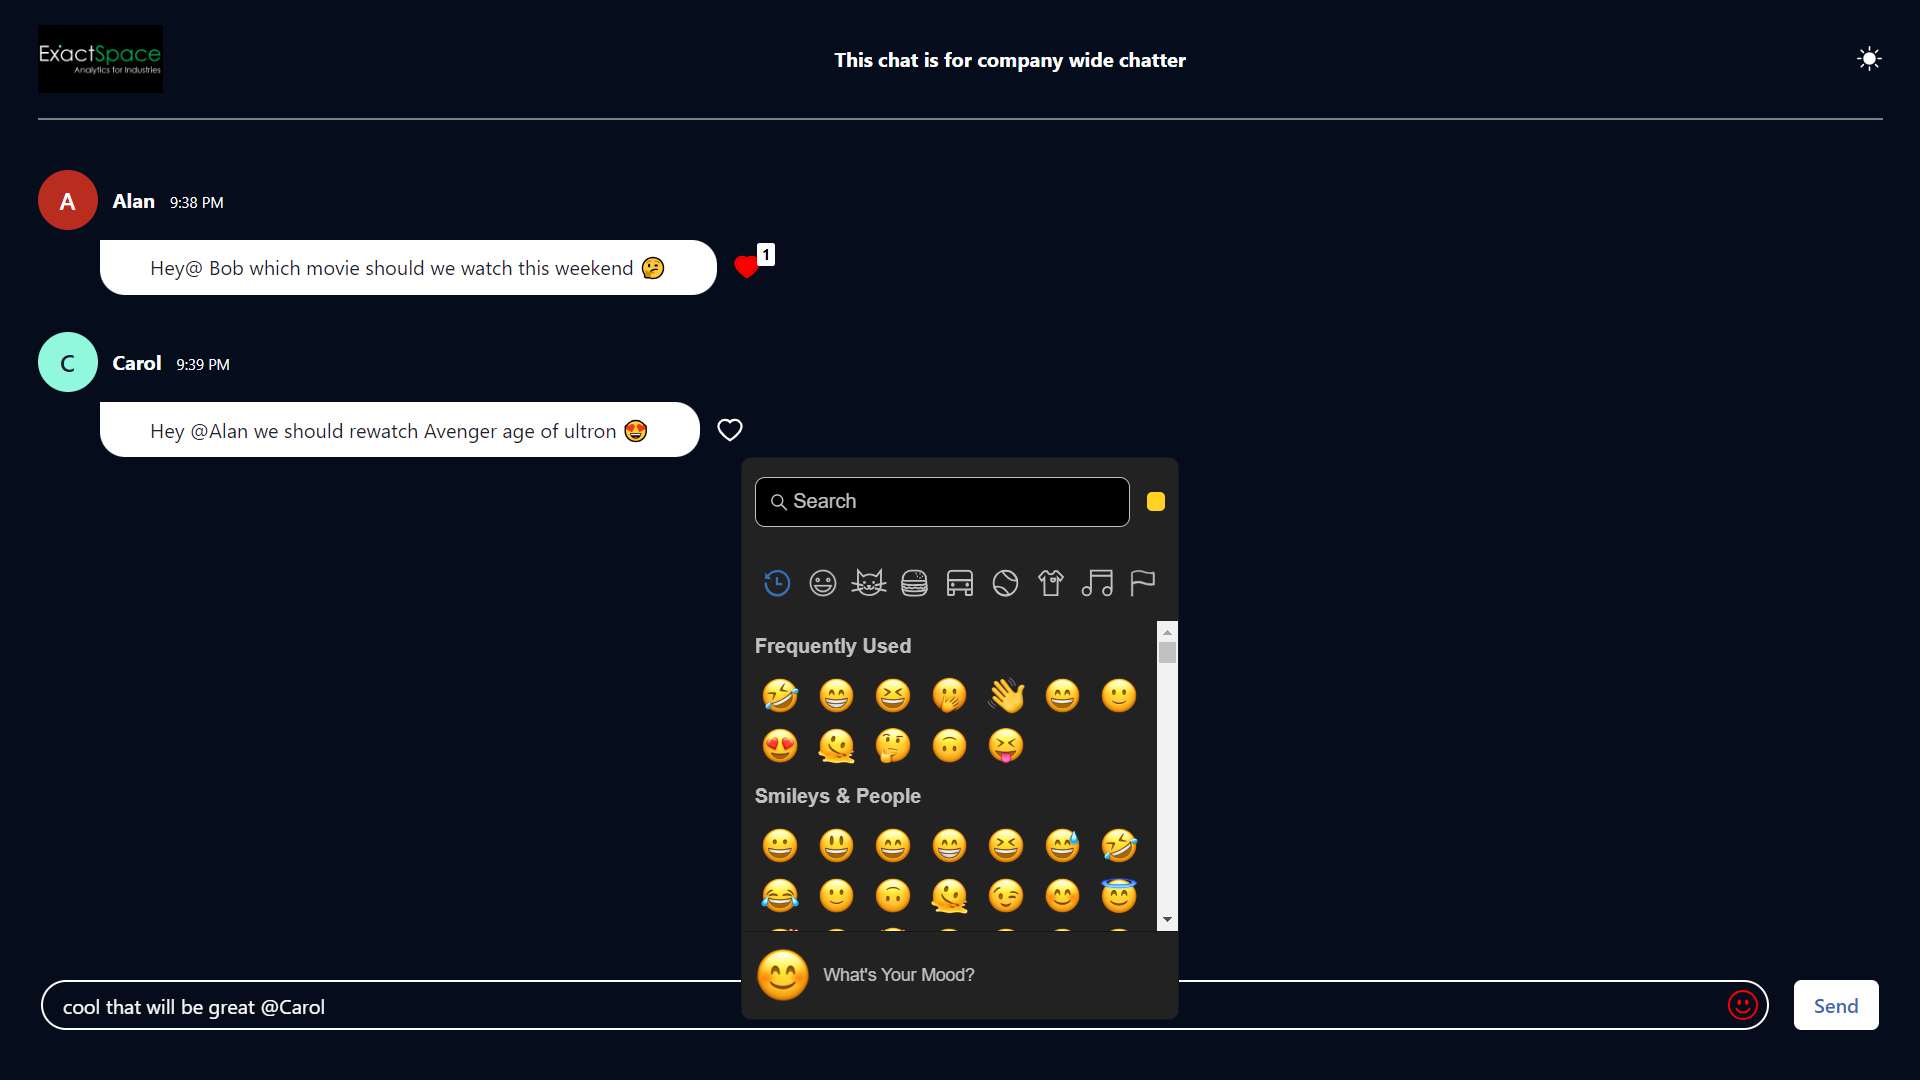 ExactSpace
Analytics for Industries
This chat is for company wide chatter
A
Alan 9:38 PM
Hey@ Bob which movie should we watch this weekend 🤔
1
C
Carol 9:39 PM
Hey @Alan we should rewatch Avenger age of ultron 😍
Search
Frequently Used
Smileys & People
What's Your Mood?
cool that will be great @Carol
Send